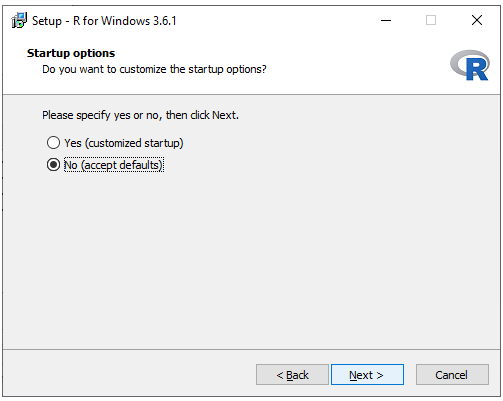 Setup - R for Windows 3.6.1
Startup options
Do you want to customize the startup options?
R
Please specify yes or no, then click Next.
Yes (customized startup)
No (accept defaults)
< Back
Next >
Cancel